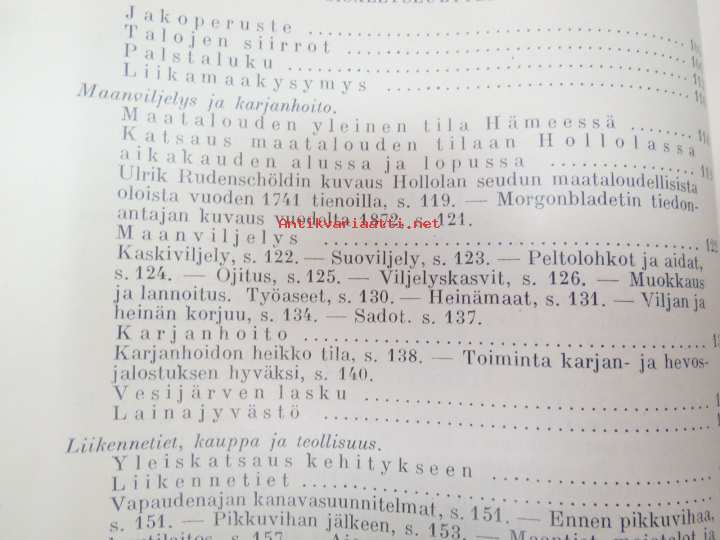 Jakoperuste
Talojen siirrot
Palstaluku
Liikamaakysymys
Maanviljelys ja karjanhoito.
Maatalouden yleinen tila Hämeessä
Katsaus maatalouden tilaan Hollolassa
aikakauden alussa ja lopussa
Ulrik Rudenschöldin kuvaus Hollolan seudun maataloudellisista
oloista vuoden 1741 tienoilla, s. 119. — Morgonbladetin tiedon-
antajan kuvaus vuodelta 1872, s. 121.
Antikvariaatti.net
Maanviljelys
Kaskiviljely, s. 122. — Suoviljely, s. 123. — Peltolohkot ja aidat,
s. 124. — Ojitus, s. 125. — Viljelyskasvit, s. 126. — Muokkaus
ja lannoitus. Työaseet, s. 130. — Heinämaat, s. 131. — Viljan ja
heinän korjuu, s. 134. — Sadot. s. 137.
Karjanhoito
Karjanhoidon heikko tila, s. 138. — Toiminta karjan- ja hevos-
jalostuksen hyväksi, s. 140.
Vesijärven lasku
Lainajyvästö
Liikennetiet, kauppa ja teollisuus.
Yleiskatsaus kehitykseen
Liikennetiet
Vapaudenajan kanavasuunnitelmat, s. 151. — Ennen pikkuvihaa,
s. 151. — Pikkuvihan jälkeen, s. 153. — Maantiet, majatalot ja
s. 157.